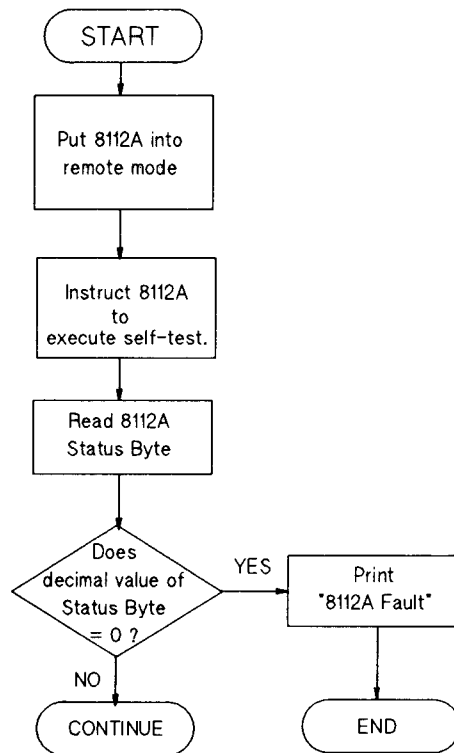 START
Put 8112A into
remote mode
Instruct 8112A
to
execute self-test.
Read 8112A
Status Byte
Does
decimal value of
Status Byte
= 0 ?
YES
Print
"8112A Fault"
NO
CONTINUE
END